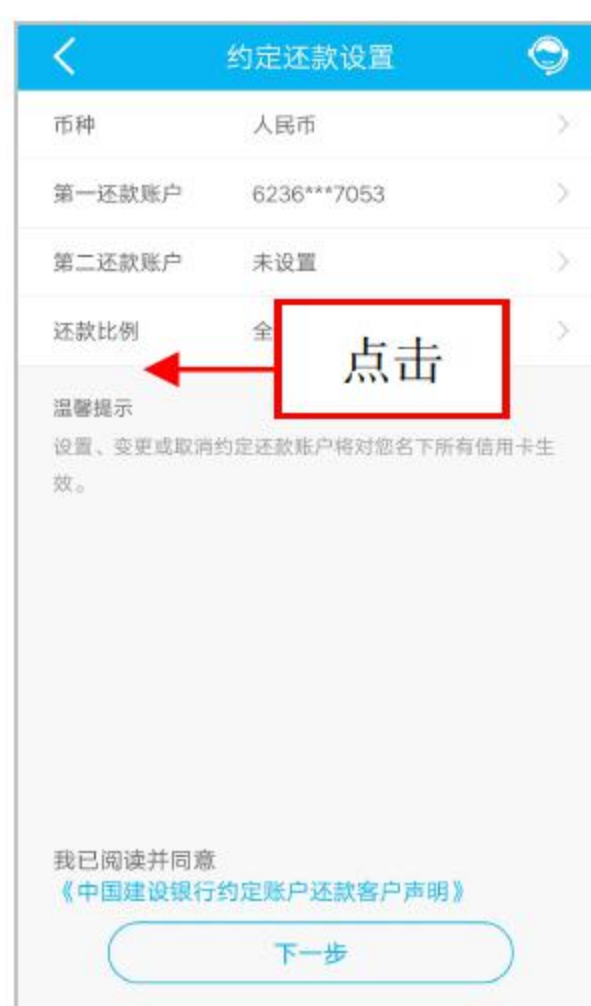 约定还款设置
币种 人民币
第一还款账户 6236***7053
第二还款账户 未设置
还款比例 全
点击
温馨提示
设置、变更或取消约定还款账户将对您名下所有信用卡生
效。
我已阅读并同意
《中国建设银行约定账户还款客户声明》
下一步